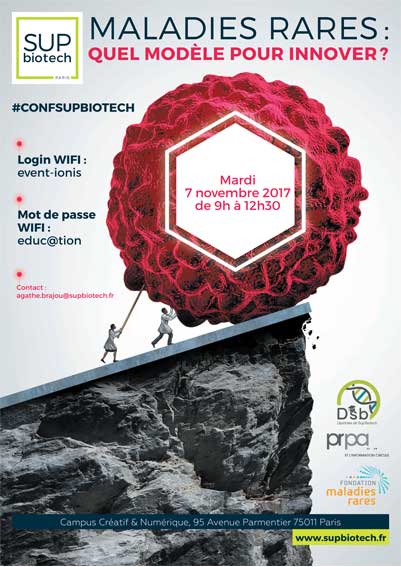 SUP
biotech
PARIS
MALADIES RARES :
QUEL MODÈLE POUR INNOVER ?
#CONFSUPBIOTECH
Login WIFI :
event-ionis
Mot de passe
WIFI :
educ@tion
Contact :
agathe.brajou@supbiotech.fr
Mardi
7 novembre 2017
de 9h à 12h30
Dsb
Diplômés de Sup'Biotech
prpa
ET L'INFORMATION CIRCULE
FONDATION
maladies
rares
Campus Créatif & Numérique, 95 Avenue Parmentier 75011 Paris
www.supbiotech.fr